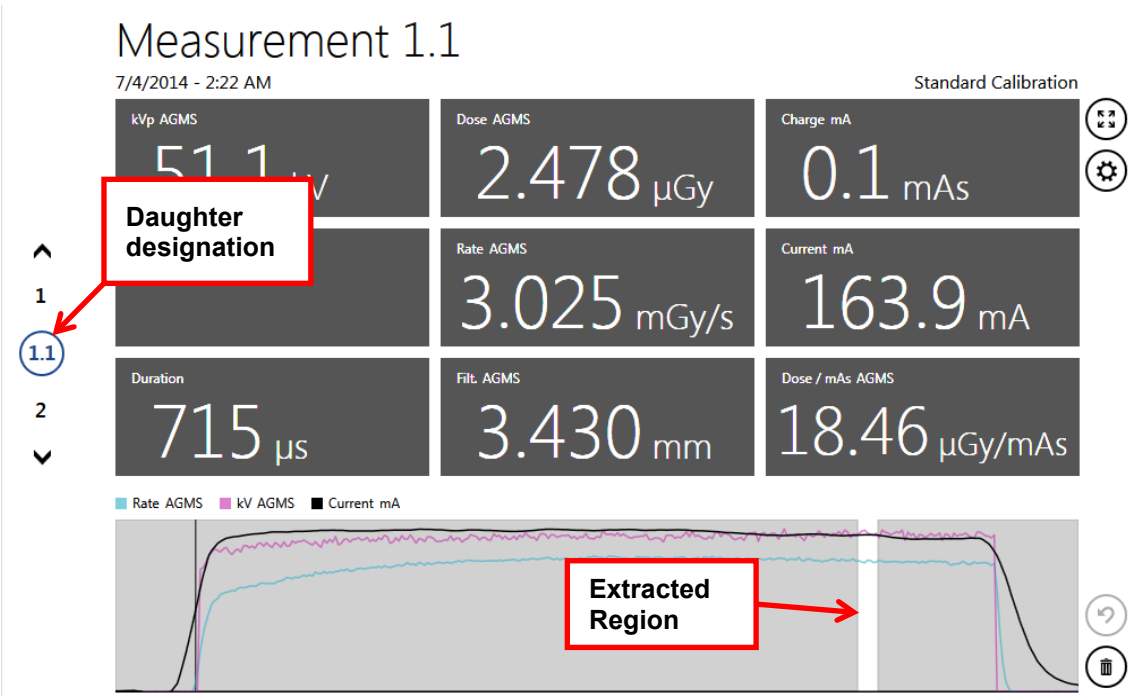 Measurement 1.1
7/4/2014 - 2:22 AM
Standard Calibration
kVp AGMS
51.1 kV
Dose AGMS
2.478 µGy
Charge mA
0.1 mAs
Daughter
designation
Rate AGMS
3.025 mGy/s
Current mA
163.9 mA
1
1.1
2
Duration
715 µs
Filt. AGMS
3.430 mm
Dose / mAs AGMS
18.46 µGy/mAs
Rate AGMS kV AGMS Current mA
Extracted
Region